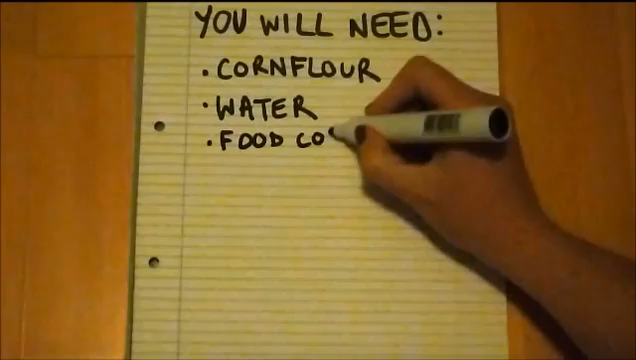 YOU WILL NEED:
• CORNFLOUR
• WATER
• FOOD CO